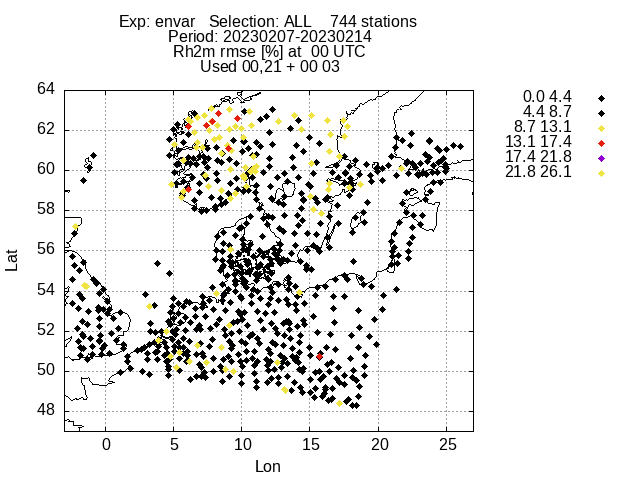 Exp: envar   Selection: ALL    744 stations
Period: 20230207-20230214
Rh2m rmse [%] at  00 UTC
Used 00,21 + 00 03
0.0 4.4
4.4 8.7
8.7 13.1
13.1 17.4
17.4 21.8
21.8 26.1
64
62
60
58
56
54
52
50
48
Lat
0 5 10 15 20 25
Lon